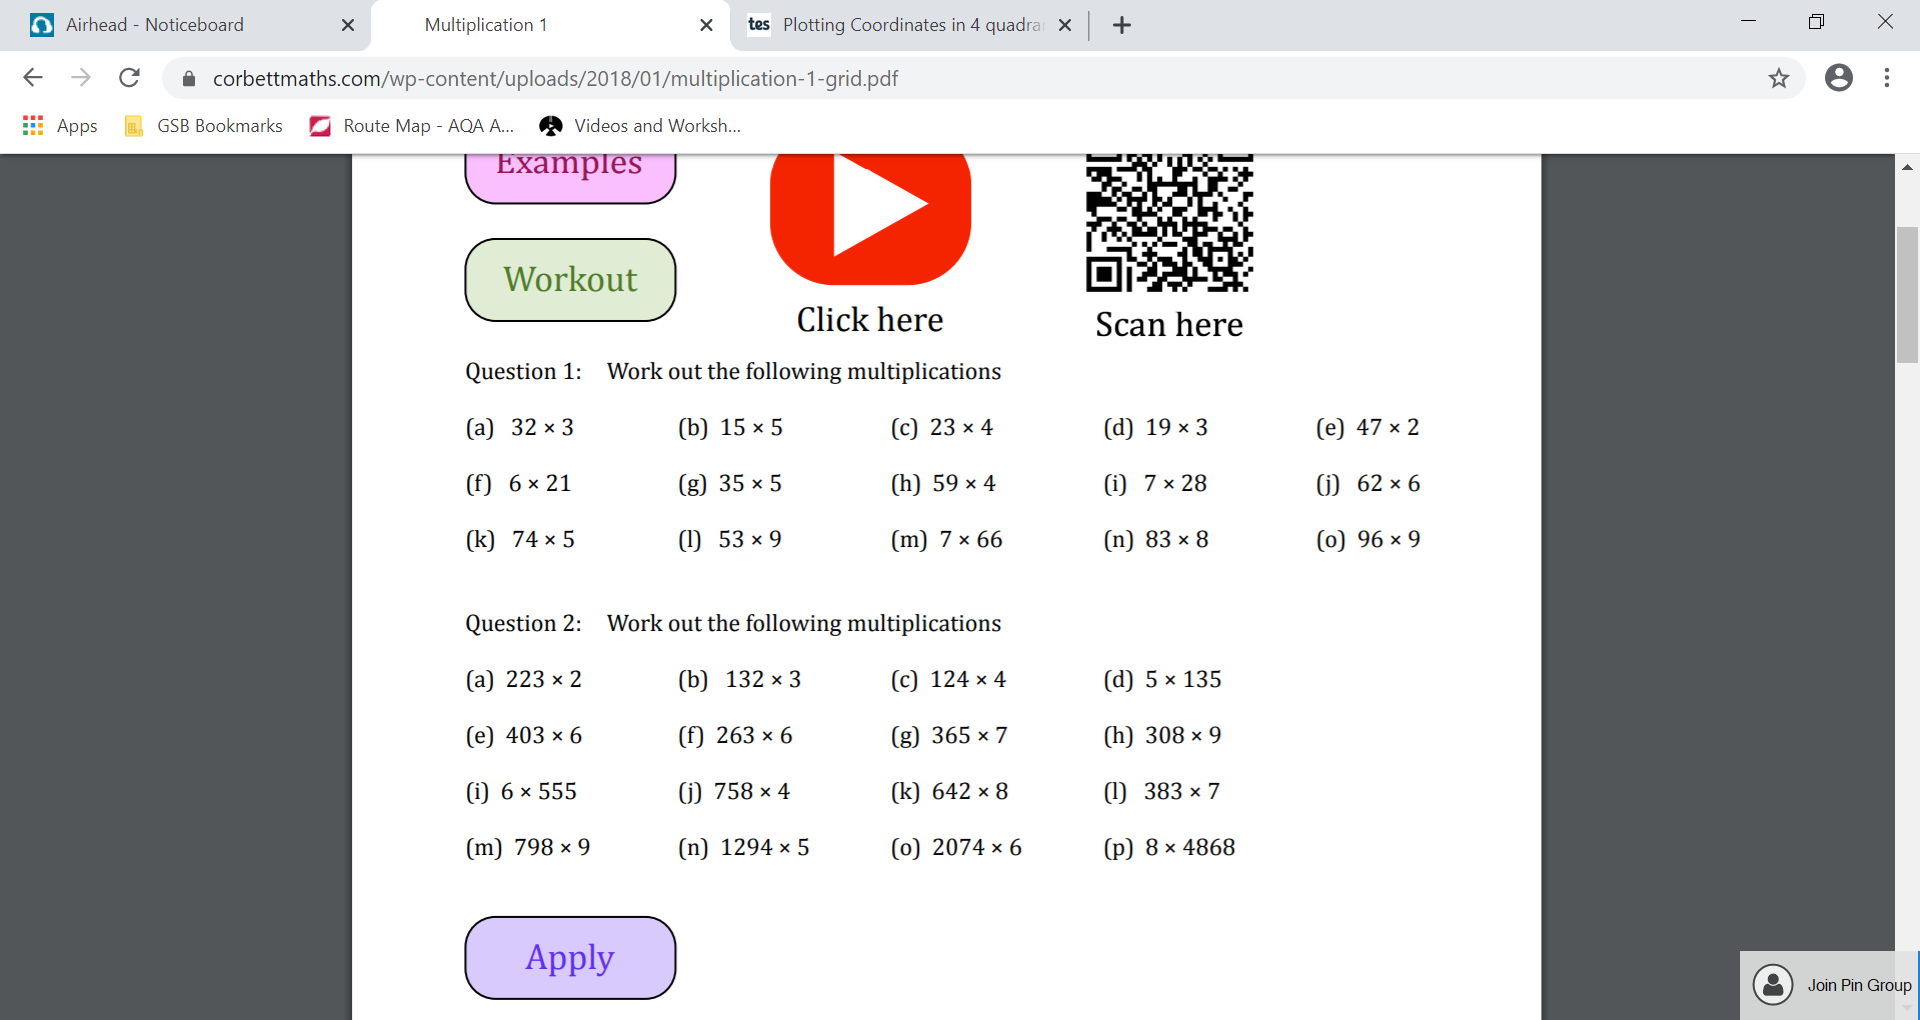 Airhead - Noticeboard
Multiplication 1
tes Plotting Coordinates in 4 quadra
corbettmaths.com/wp-content/uploads/2018/01/multiplication-1-grid.pdf
Apps GSB Bookmarks Route Map - AQA A... Videos and Worksh...
Examples
Workout
Click here
Scan here
Question 1: Work out the following multiplications
(a) 32 × 3 (b) 15 × 5 (c) 23 × 4 (d) 19 × 3 (e) 47 × 2
(f) 6 × 21 (g) 35 × 5 (h) 59 × 4 (i) 7 × 28 (j) 62 × 6
(k) 74 × 5 (l) 53 × 9 (m) 7 × 66 (n) 83 × 8 (o) 96 × 9
Question 2: Work out the following multiplications
(a) 223 × 2 (b) 132 × 3 (c) 124 × 4 (d) 5 × 135
(e) 403 × 6 (f) 263 × 6 (g) 365 × 7 (h) 308 × 9
(i) 6 × 555 (j) 758 × 4 (k) 642 × 8 (l) 383 × 7
(m) 798 × 9 (n) 1294 × 5 (o) 2074 × 6 (p) 8 × 4868
Apply
Join Pin Group